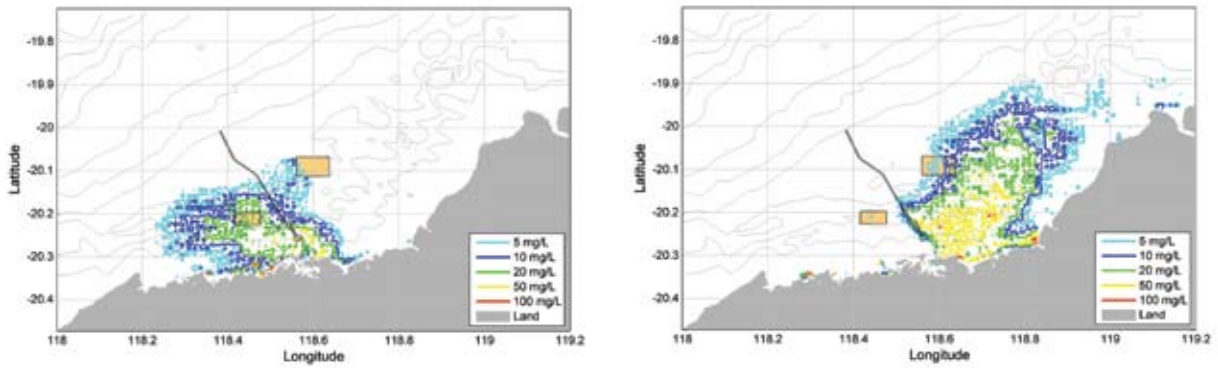 -19.8
-19.9
-20
-20.1
-20.2
-20.3
-20.4
Latitude
5 mg/L
10 mg/L
20 mg/L
50 mg/L
100 mg/L
Land
118 118.2 118.4 118.6 118.8 119 119.2
Longitude
-19.8
-19.9
-20
-20.1
-20.2
-20.3
-20.4
Latitude
5 mg/L
10 mg/L
20 mg/L
50 mg/L
100 mg/L
Land
118 118.2 118.4 118.6 118.8 119 119.2
Longitude